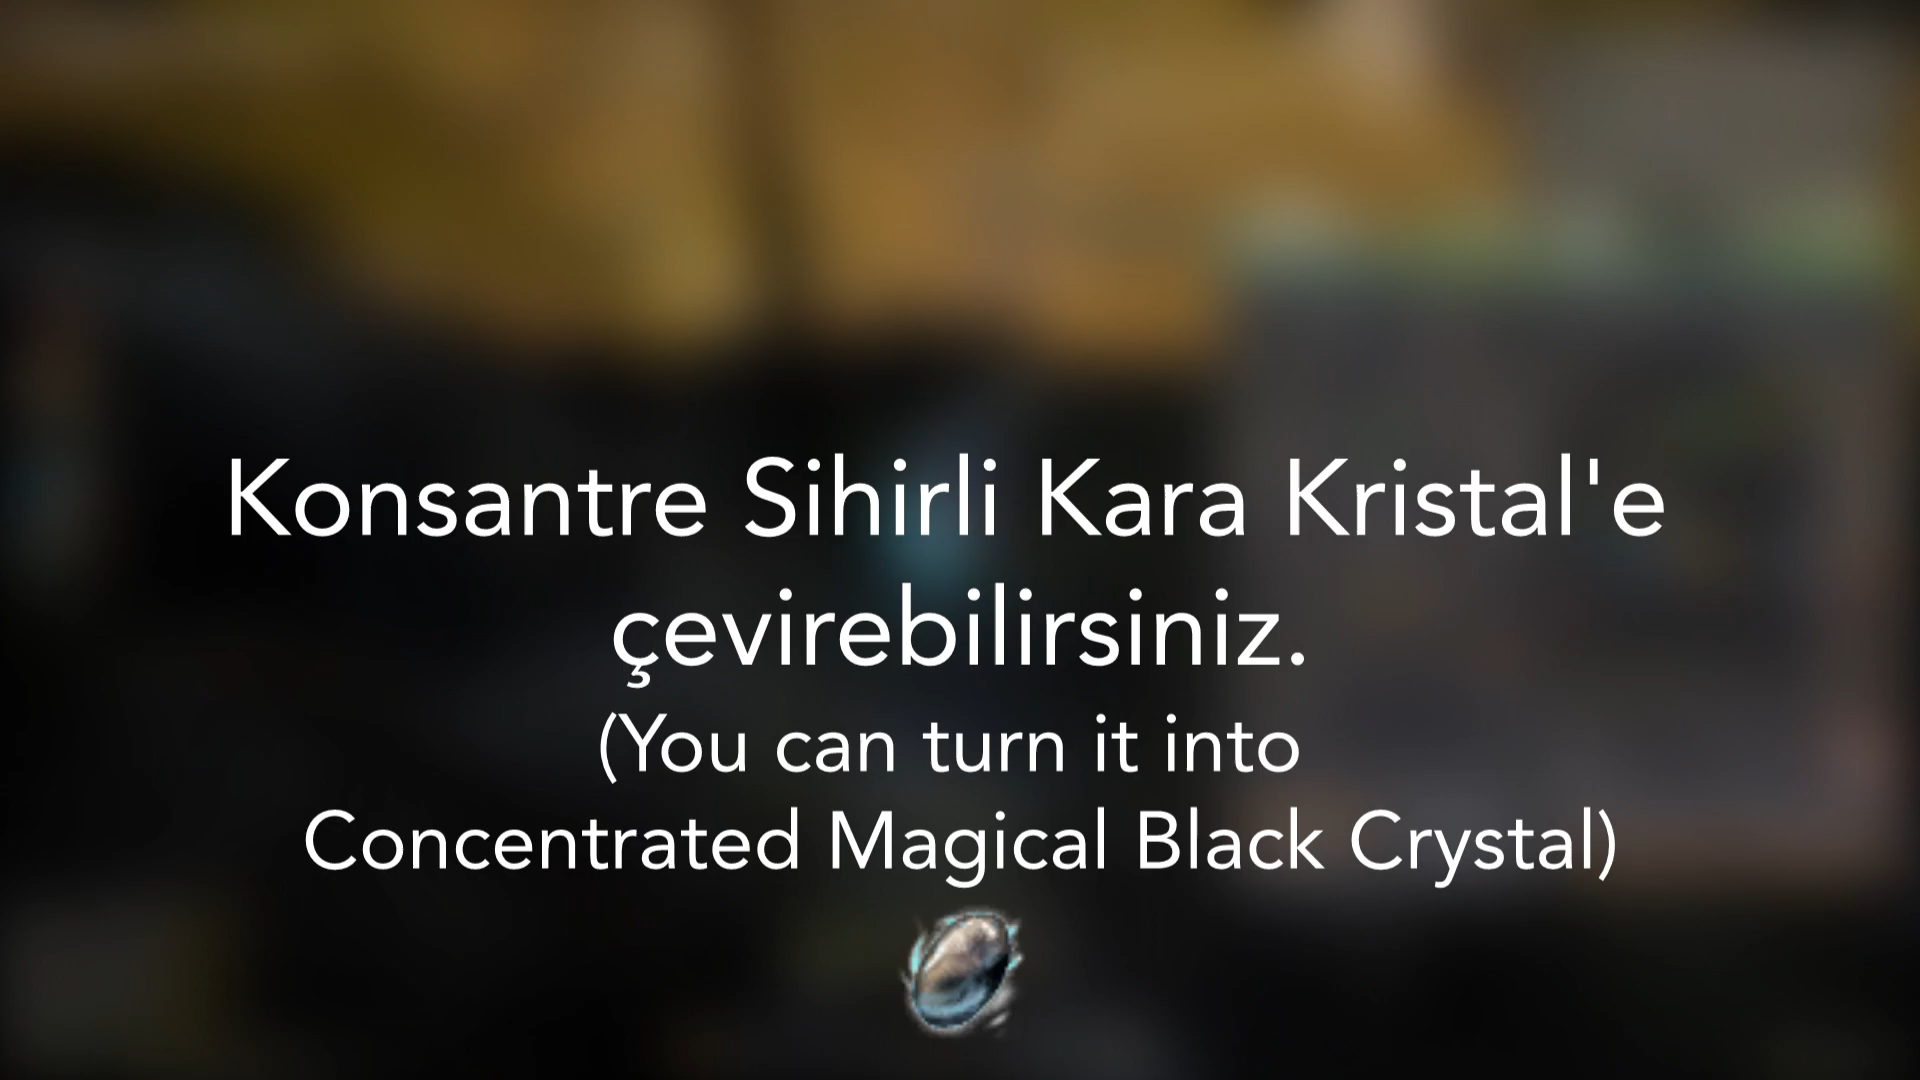 Konsantre Sihirli Kara Kristal'e
çevirebilirsiniz.
(You can turn it into
Concentrated Magical Black Crystal)